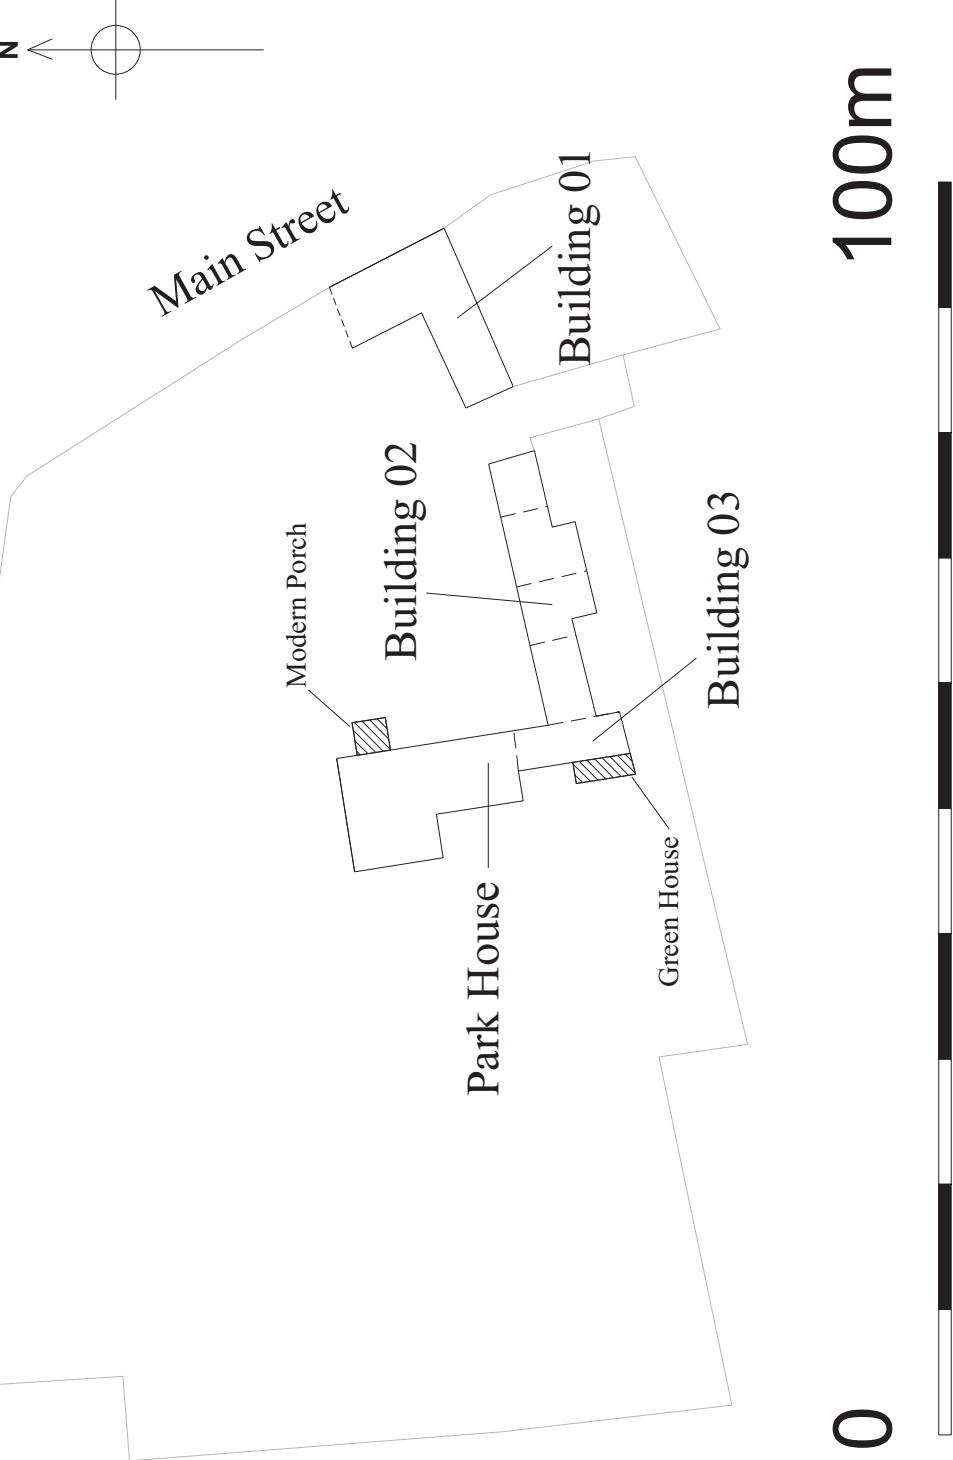 N
Main Street
Building 01
Building 02
Modern Porch
Building 03
Park House
Green House
0
100m